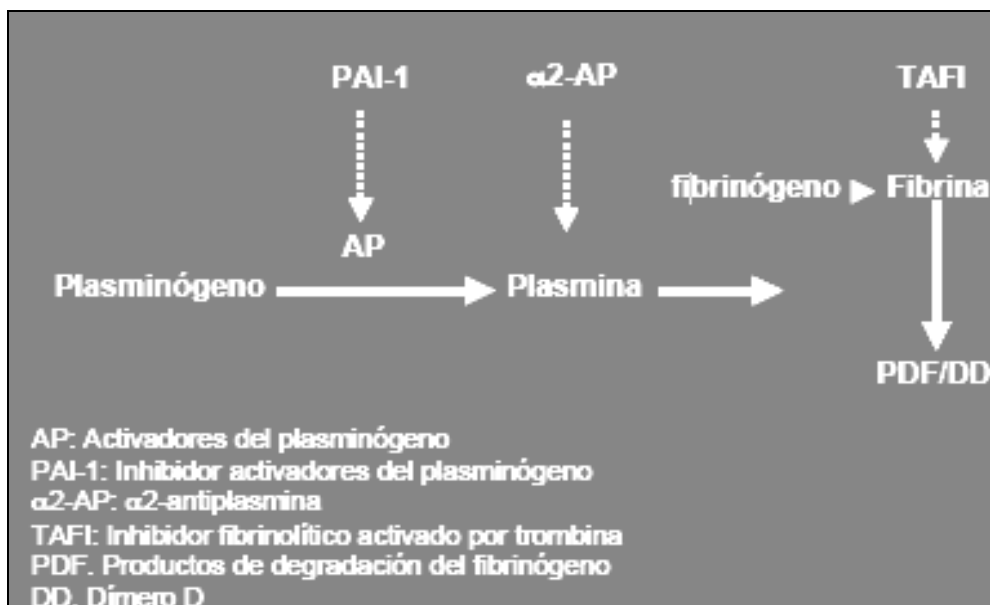 PAI-1 α2-AP TAFI
fibrinógeno Fibrina
AP
Plasminógeno Plasmina
PDF/DD
AP: Activadores del plasminógeno
PAI-1: Inhibidor activadores del plasminógeno
α2-AP: α2-antiplasmina
TAFI: Inhibidor fibrinolítico activado por trombina
PDF. Productos de degradación del fibrinógeno
DD. Dímero D